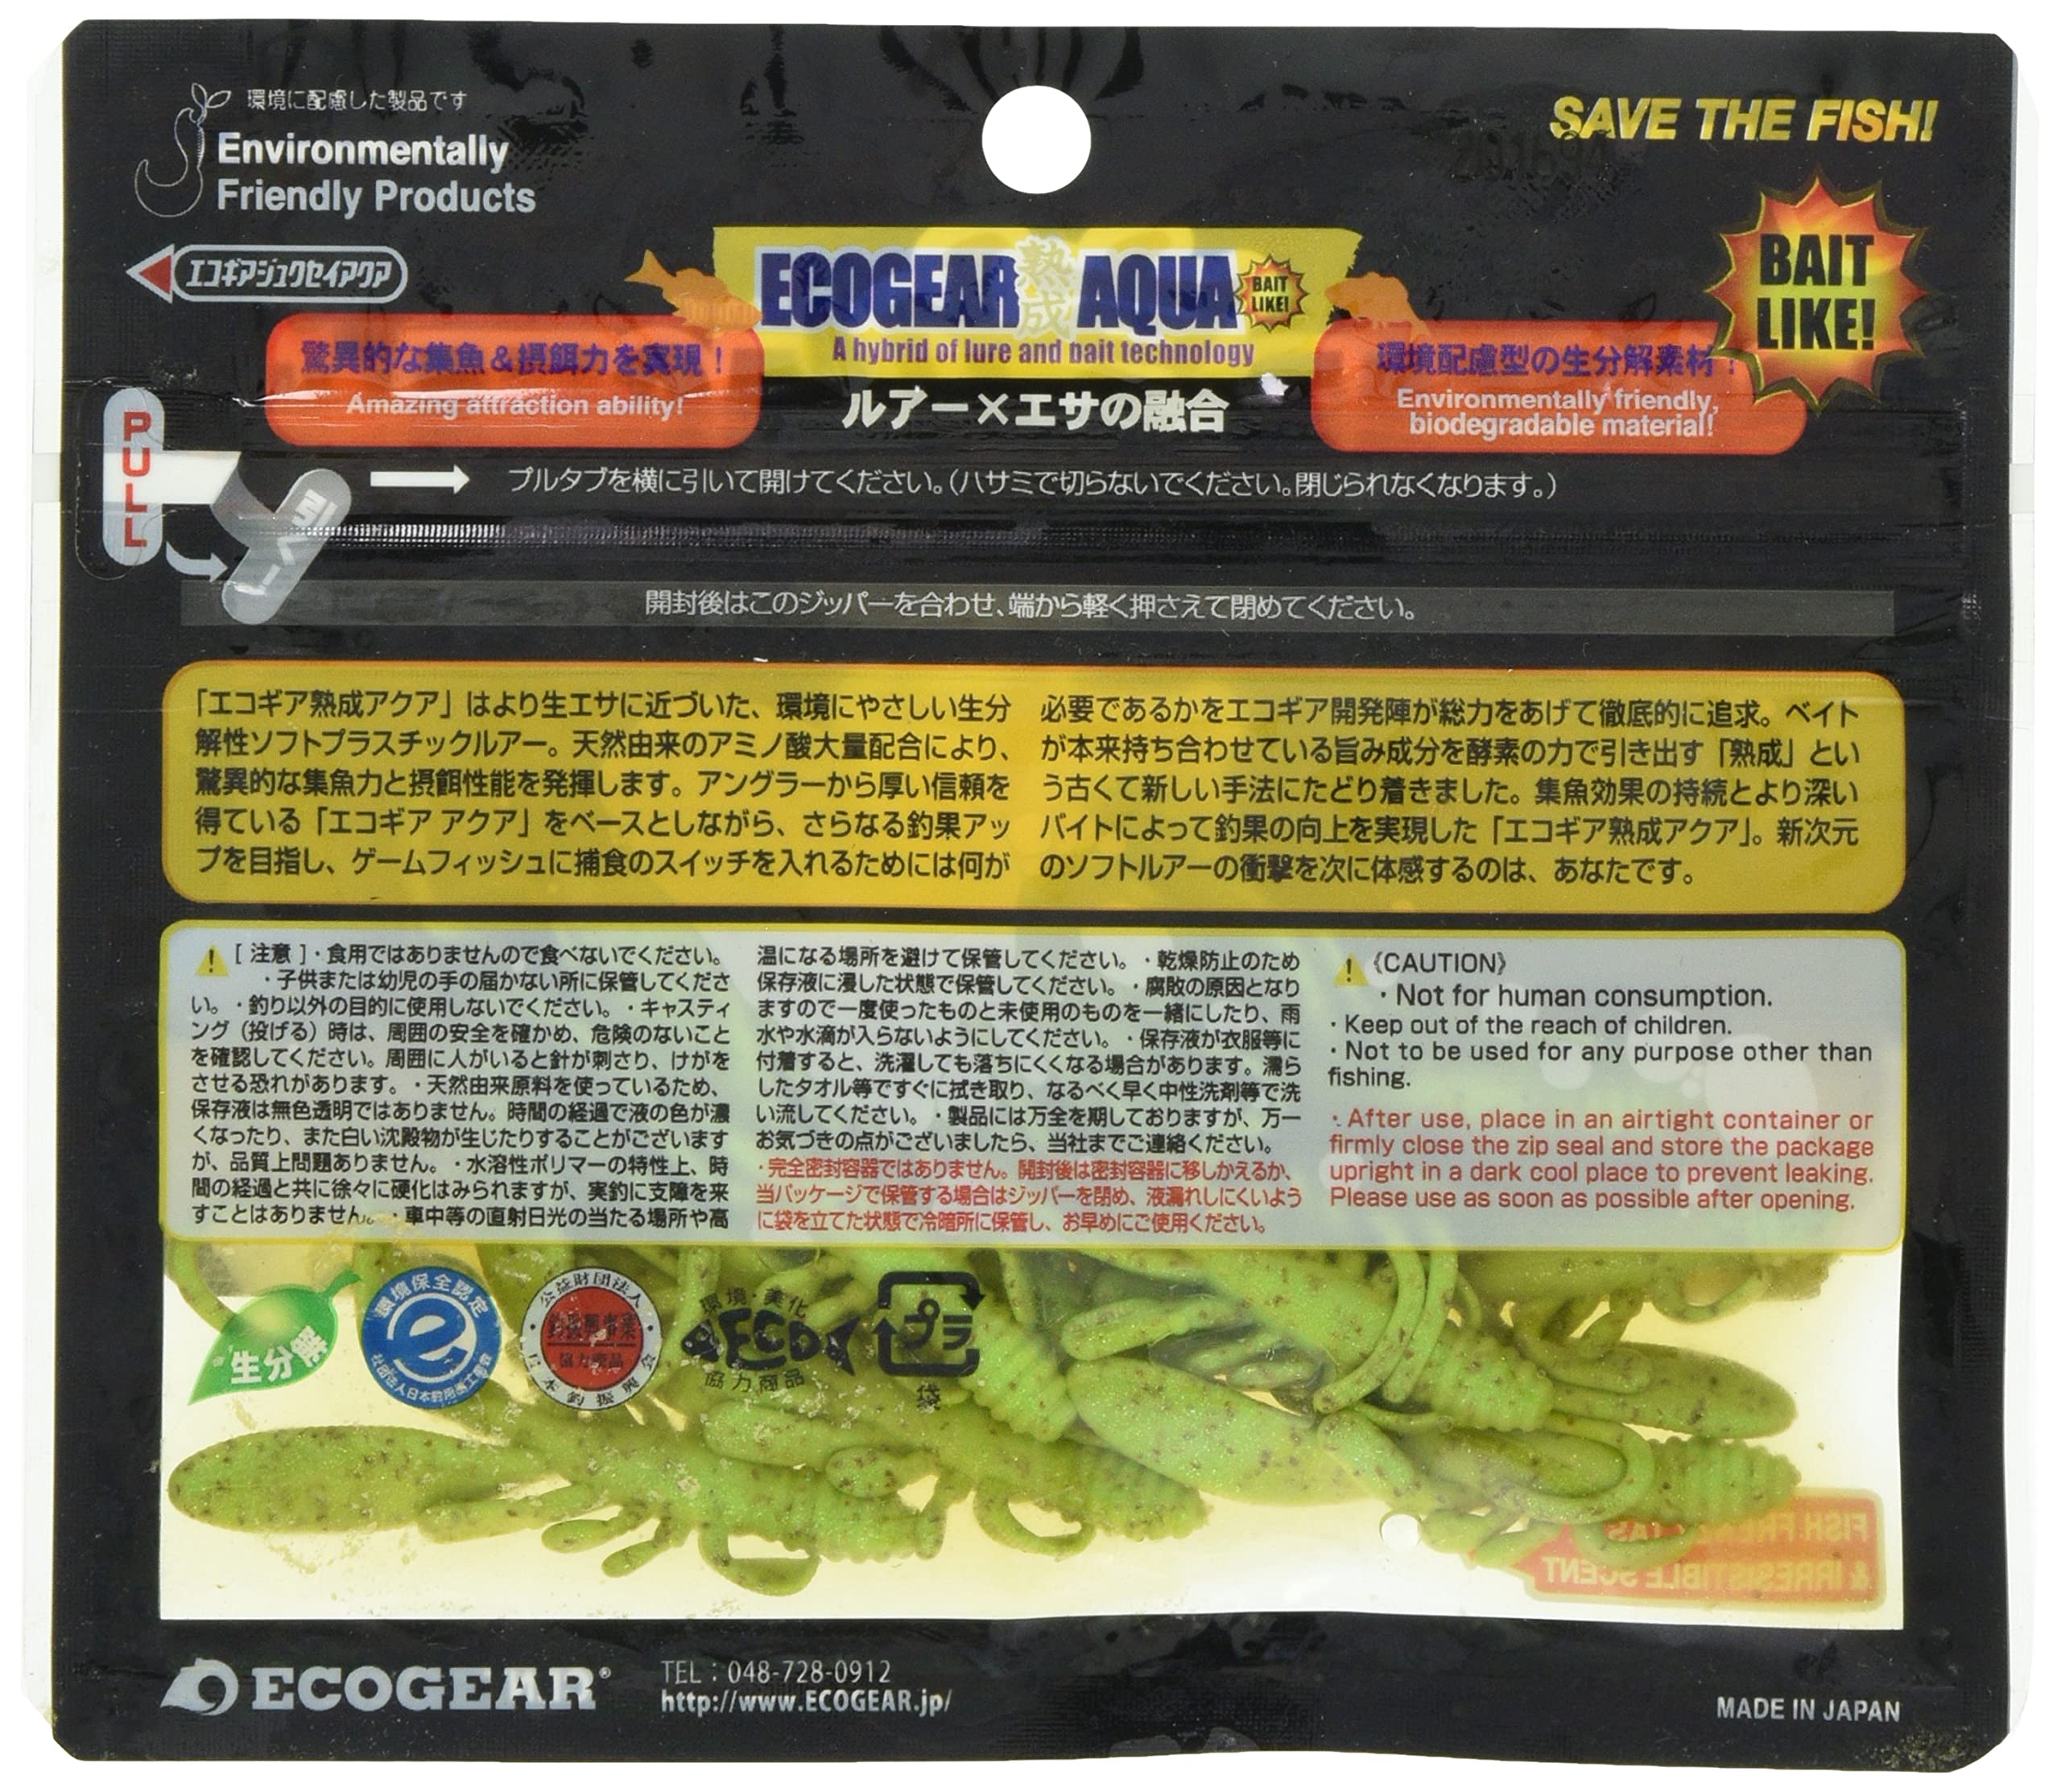 環境に配慮した製品です
Environmentally
Friendly Products
SAVE THE FISH!
エコギアジュクセイアクア
BAIT
LIKE!
ECOGEAR 熟成 AQUA
BAIT
LIKE!
A hybrid of lure and bait technology
驚異的な集魚&摂餌力を実現!
Amazing attraction ability!
ルアー×エサの融合
環境配慮型の生分解素材!
Environmentally friendly,
biodegradable material!
PULL
引く
プルタブを横に引いて開けてください。(ハサミで切らないでください。閉じられなくなります。)
開封後はこのジッパーを合わせ、端から軽く押さえて閉めてください。
「エコギア熟成アクア」はより生エサに近づいた、環境にやさしい生分
解性ソフトプラスチックルアー。天然由来のアミノ酸大量配合により、
驚異的な集魚力と摂餌性能を発揮します。アングラーから厚い信頼を
得ている「エコギア アクア」をベースとしながら、さらなる釣果アッ
プを目指し、ゲームフィッシュに捕食のスイッチを入れるためには何が
必要であるかをエコギア開発陣が総力をあげて徹底的に追求。ベイト
が本来持ち合わせている旨み成分を酵素の力で引き出す「熟成」とい
う古くて新しい手法にたどり着きました。集魚効果の持続とより深い
バイトによって釣果の向上を実現した「エコギア熟成アクア」。新次元
のソフトルアーの衝撃を次に体感するのは、あなたです。
[ 注意 ]・食用ではありませんので食べないでください。
・子供または幼児の手の届かない所に保管してくださ
い。・釣り以外の目的に使用しないでください。・キャスティ
ング(投げる)時は、周囲の安全を確かめ、危険のないこと
を確認してください。周囲に人がいると針が刺さり、けがを
させる恐れがあります。・天然由来原料を使っているため、
保存液は無色透明ではありません。時間の経過で液の色が濃
くなったり、また白い沈殿物が生じたりすることがございます
が、品質上問題ありません。・水溶性ポリマーの特性上、時
間の経過と共に徐々に硬化はみられますが、実釣に支障を来
すことはありません。・車中等の直射日光の当たる場所や高
温になる場所を避けて保管してください。・乾燥防止のため
保存液に浸した状態で保管してください。・腐敗の原因となり
ますので一度使ったものと未使用のものを一緒にしたり、雨
水や水滴が入らないようにしてください。・保存液が衣服等に
付着すると、洗濯しても落ちにくくなる場合があります。濡ら
したタオル等ですぐに拭き取り、なるべく早く中性洗剤等で洗
い流してください。・製品には万全を期しておりますが、万一
お気づきの点がございましたら、当社までご連絡ください。
・完全密封容器ではありません。開封後は密封容器に移しかえるか、
当パッケージで保管する場合はジッパーを閉め、液漏れしにくいよう
に袋を立てた状態で冷暗所に保管し、お早めにご使用ください。
《CAUTION》
・Not for human consumption.
・Keep out of the reach of children.
・Not to be used for any purpose other than
fishing.
・After use, place in an airtight container or
firmly close the zip seal and store the package
upright in a dark cool place to prevent leaking.
Please use as soon as possible after opening.
生分解
環境保全認定
e
公益財団法人
協力商品
日本釣振興会
環境・美化
ECO
協力商品
プラ
袋
FISH FRENZY TASTE
& IRRESISTIBLE SCENT
ECOGEAR®
TEL:048-728-0912
http://www.ECOGEAR.jp/
MADE IN JAPAN